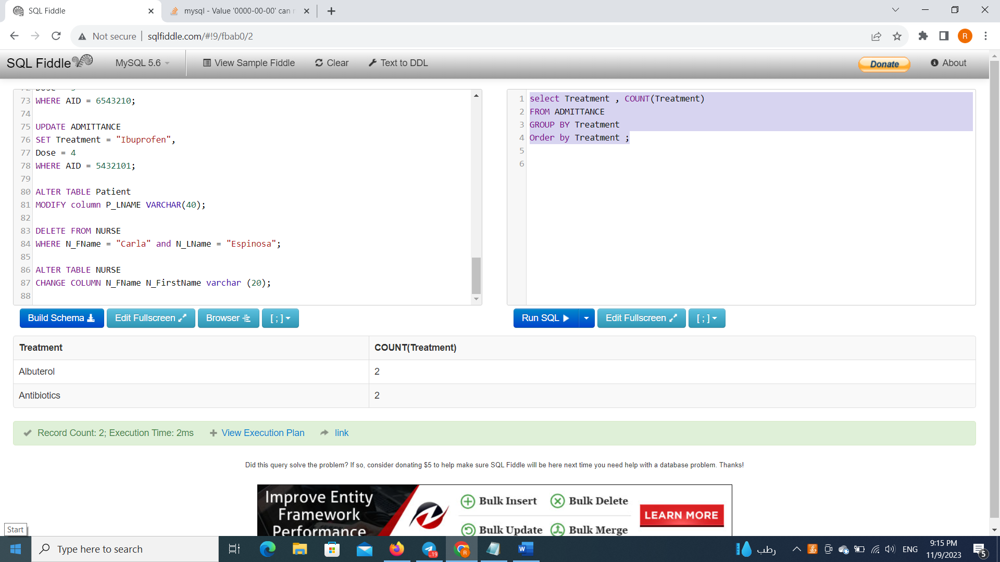 SQL Fiddle
mysql - Value '0000-00-00' can
Not secure
sqlfiddle.com/#!9/fbab0/2
R
SQL Fiddle
MySQL 5.6
View Sample Fiddle
Clear
Text to DDL
Donate
About
73 WHERE AID = 6543210;
74
75 UPDATE ADMITTANCE
76 SET Treatment = "Ibuprofen",
77 Dose = 4
78 WHERE AID = 5432101;
79
80 ALTER TABLE Patient
81 MODIFY column P_LNAME VARCHAR(40);
82
83 DELETE FROM NURSE
84 WHERE N_FName = "Carla" and N_LName = "Espinosa";
85
86 ALTER TABLE NURSE
87 CHANGE COLUMN N_FName N_FirstName varchar (20);
88
1 select Treatment , COUNT(Treatment)
2 FROM ADMITTANCE
3 GROUP BY Treatment
4 Order by Treatment ;
5
6
Build Schema
Edit Fullscreen
Browser
[ ; ]
Run SQL
Edit Fullscreen
[ ; ]
Treatment COUNT(Treatment)
Albuterol 2
Antibiotics 2
Record Count: 2; Execution Time: 2ms
View Execution Plan
link
Did this query solve the problem? If so, consider donating $5 to help make sure SQL Fiddle will be here next time you need help with a database problem. Thanks!
Improve Entity
Framework
Performance
Bulk Insert
Bulk Delete
Bulk Update
Bulk Merge
LEARN MORE
Start
Type here to search
..19
R
رطب
ENG
9:15 PM
11/9/2023
5